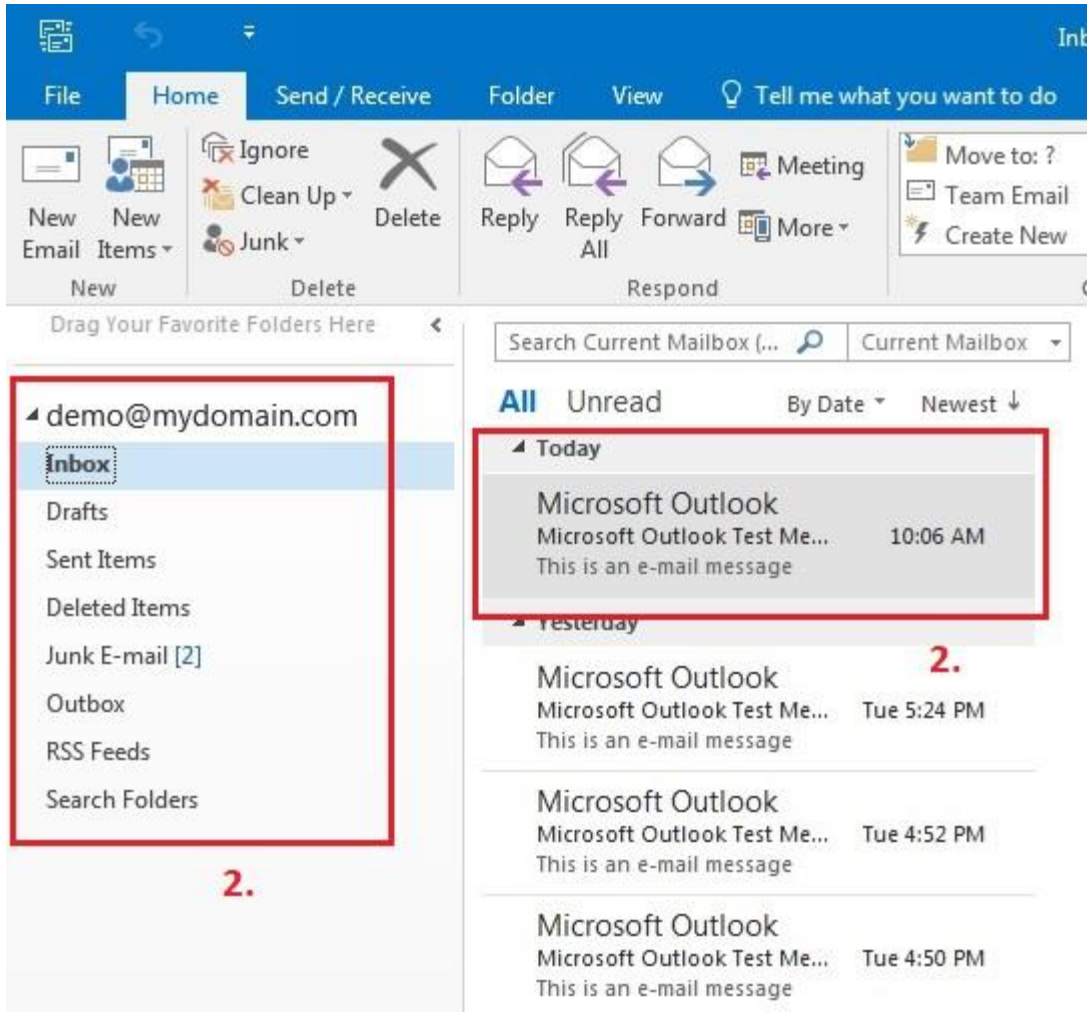 Inb
File Home Send / Receive Folder View Tell me what you want to do
Ignore
Clean Up
Junk
New Email
New Items
Delete
Reply
Reply All
Forward
Meeting
More
Move to: ?
Team Email
Create New
New Delete Respond
Drag Your Favorite Folders Here
Search Current Mailbox (... Current Mailbox
demo@mydomain.com
Inbox
Drafts
Sent Items
Deleted Items
Junk E-mail [2]
Outbox
RSS Feeds
Search Folders
2.
All Unread By Date Newest
Today
Microsoft Outlook
Microsoft Outlook Test Me... 10:06 AM
This is an e-mail message
Yesterday
2.
Microsoft Outlook
Microsoft Outlook Test Me... Tue 5:24 PM
This is an e-mail message
Microsoft Outlook
Microsoft Outlook Test Me... Tue 4:52 PM
This is an e-mail message
Microsoft Outlook
Microsoft Outlook Test Me... Tue 4:50 PM
This is an e-mail message